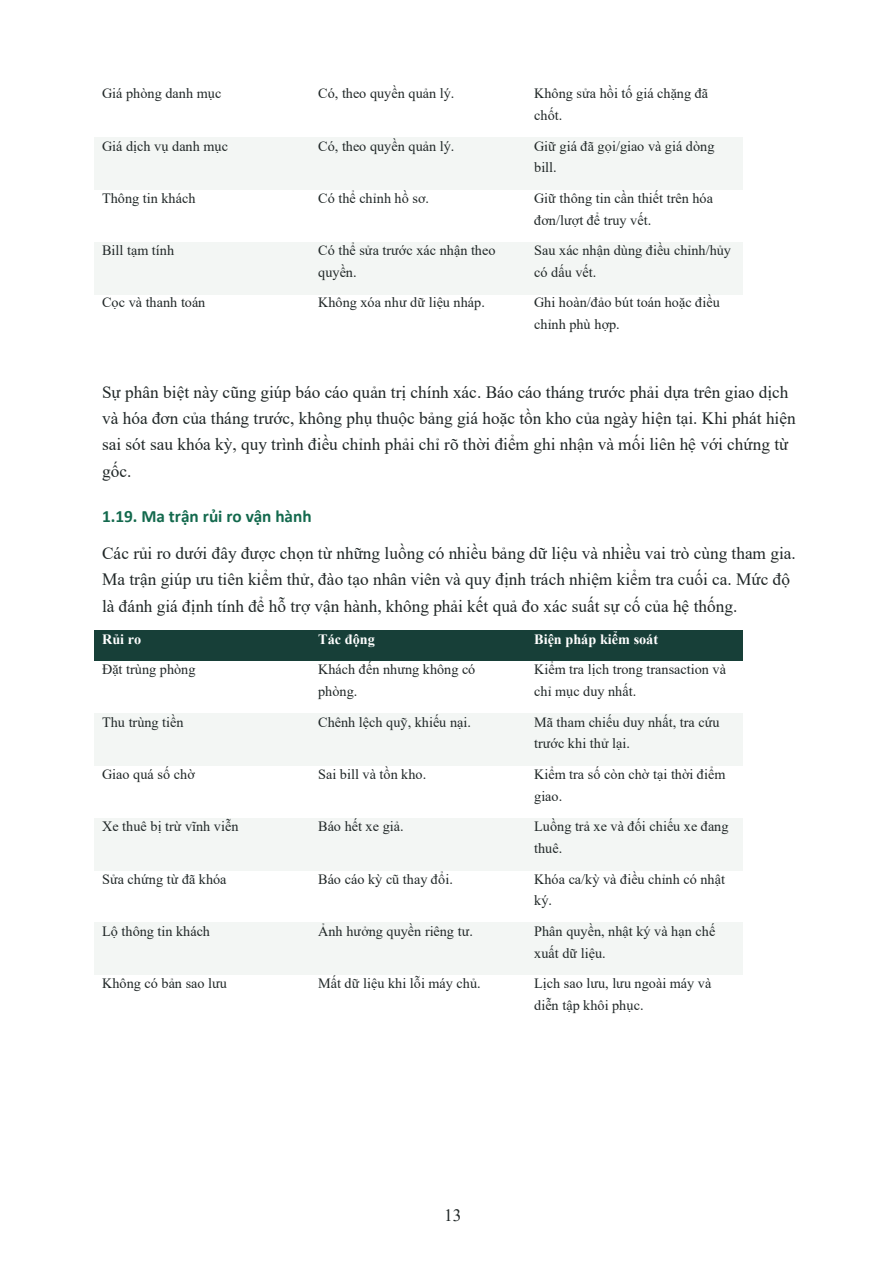 Giá phòng danh mục Có, theo quyền quản lý. Không sửa hồi tố giá chặng đã
chốt.
Giá dịch vụ danh mục Có, theo quyền quản lý. Giữ giá đã gọi/giao và giá dòng
bill.
Thông tin khách Có thể chỉnh hồ sơ. Giữ thông tin cần thiết trên hóa
đơn/lượt để truy vết.
Bill tạm tính Có thể sửa trước xác nhận theo Sau xác nhận dùng điều chỉnh/hủy
quyền. có dấu vết.
Cọc và thanh toán Không xóa như dữ liệu nháp. Ghi hoàn/đảo bút toán hoặc điều
chỉnh phù hợp.
Sự phân biệt này cũng giúp báo cáo quản trị chính xác. Báo cáo tháng trước phải dựa trên giao dịch
và hóa đơn của tháng trước, không phụ thuộc bảng giá hoặc tồn kho của ngày hiện tại. Khi phát hiện
sai sót sau khóa kỳ, quy trình điều chỉnh phải chỉ rõ thời điểm ghi nhận và mối liên hệ với chứng từ
gốc.
1.19. Ma trận rủi ro vận hành
Các rủi ro dưới đây được chọn từ những luồng có nhiều bảng dữ liệu và nhiều vai trò cùng tham gia.
Ma trận giúp ưu tiên kiểm thử, đào tạo nhân viên và quy định trách nhiệm kiểm tra cuối ca. Mức độ
là đánh giá định tính để hỗ trợ vận hành, không phải kết quả đo xác suất sự cố của hệ thống.
Rủi ro Tác động Biện pháp kiểm soát
Đặt trùng phòng Khách đến nhưng không có Kiểm tra lịch trong transaction và
phòng. chỉ mục duy nhất.
Thu trùng tiền Chênh lệch quỹ, khiếu nại. Mã tham chiếu duy nhất, tra cứu
trước khi thử lại.
Giao quá số chờ Sai bill và tồn kho. Kiểm tra số còn chờ tại thời điểm
giao.
Xe thuê bị trừ vĩnh viễn Báo hết xe giả. Luồng trả xe và đối chiếu xe đang
thuê.
Sửa chứng từ đã khóa Báo cáo kỳ cũ thay đổi. Khóa ca/kỳ và điều chỉnh có nhật
ký.
Lộ thông tin khách Ảnh hưởng quyền riêng tư. Phân quyền, nhật ký và hạn chế
xuất dữ liệu.
Không có bản sao lưu Mất dữ liệu khi lỗi máy chủ. Lịch sao lưu, lưu ngoài máy và
diễn tập khôi phục.
13